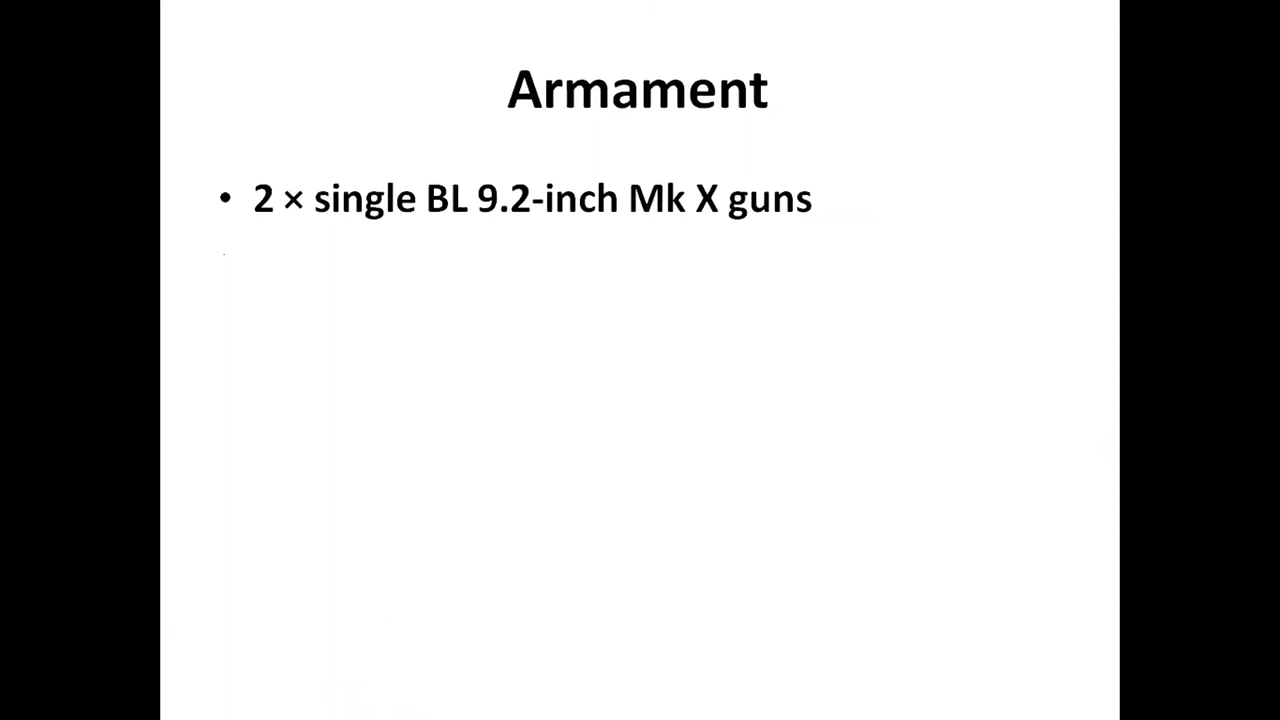 Armament
• 2 × single BL 9.2-inch Mk X guns